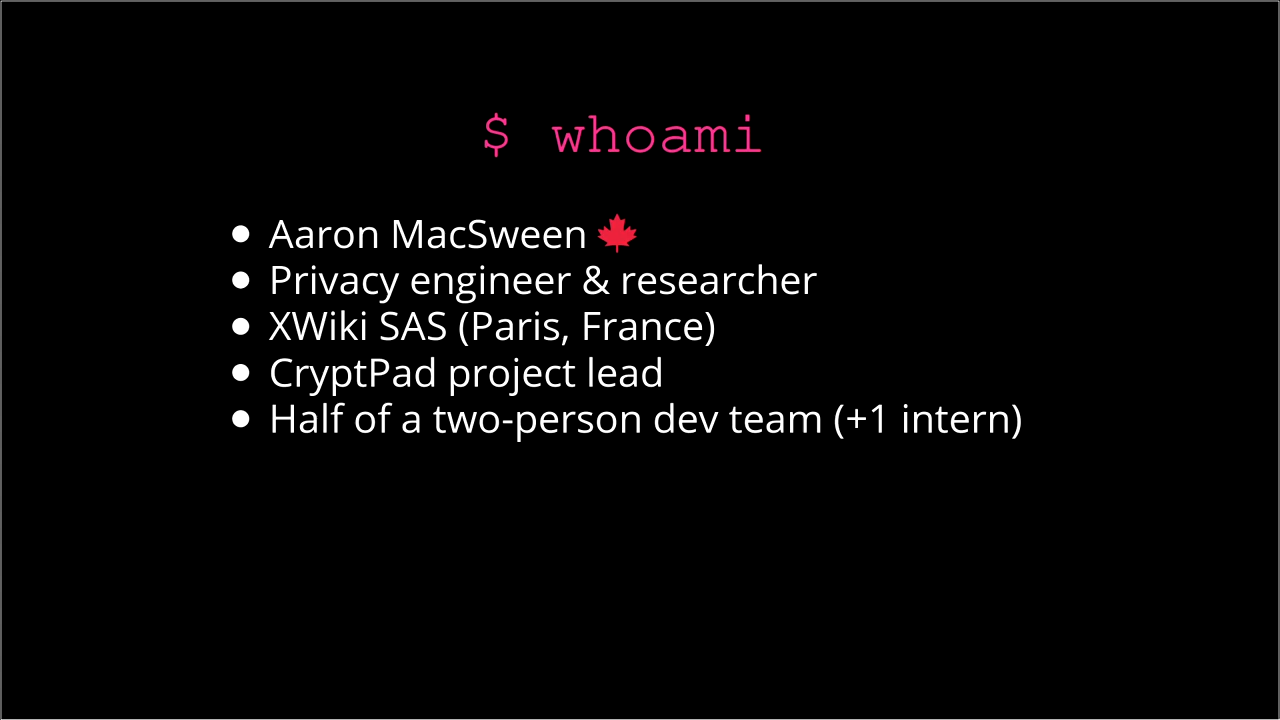 $ whoami
Aaron MacSween 🍁
Privacy engineer & researcher
XWiki SAS (Paris, France)
CryptPad project lead
Half of a two-person dev team (+1 intern)